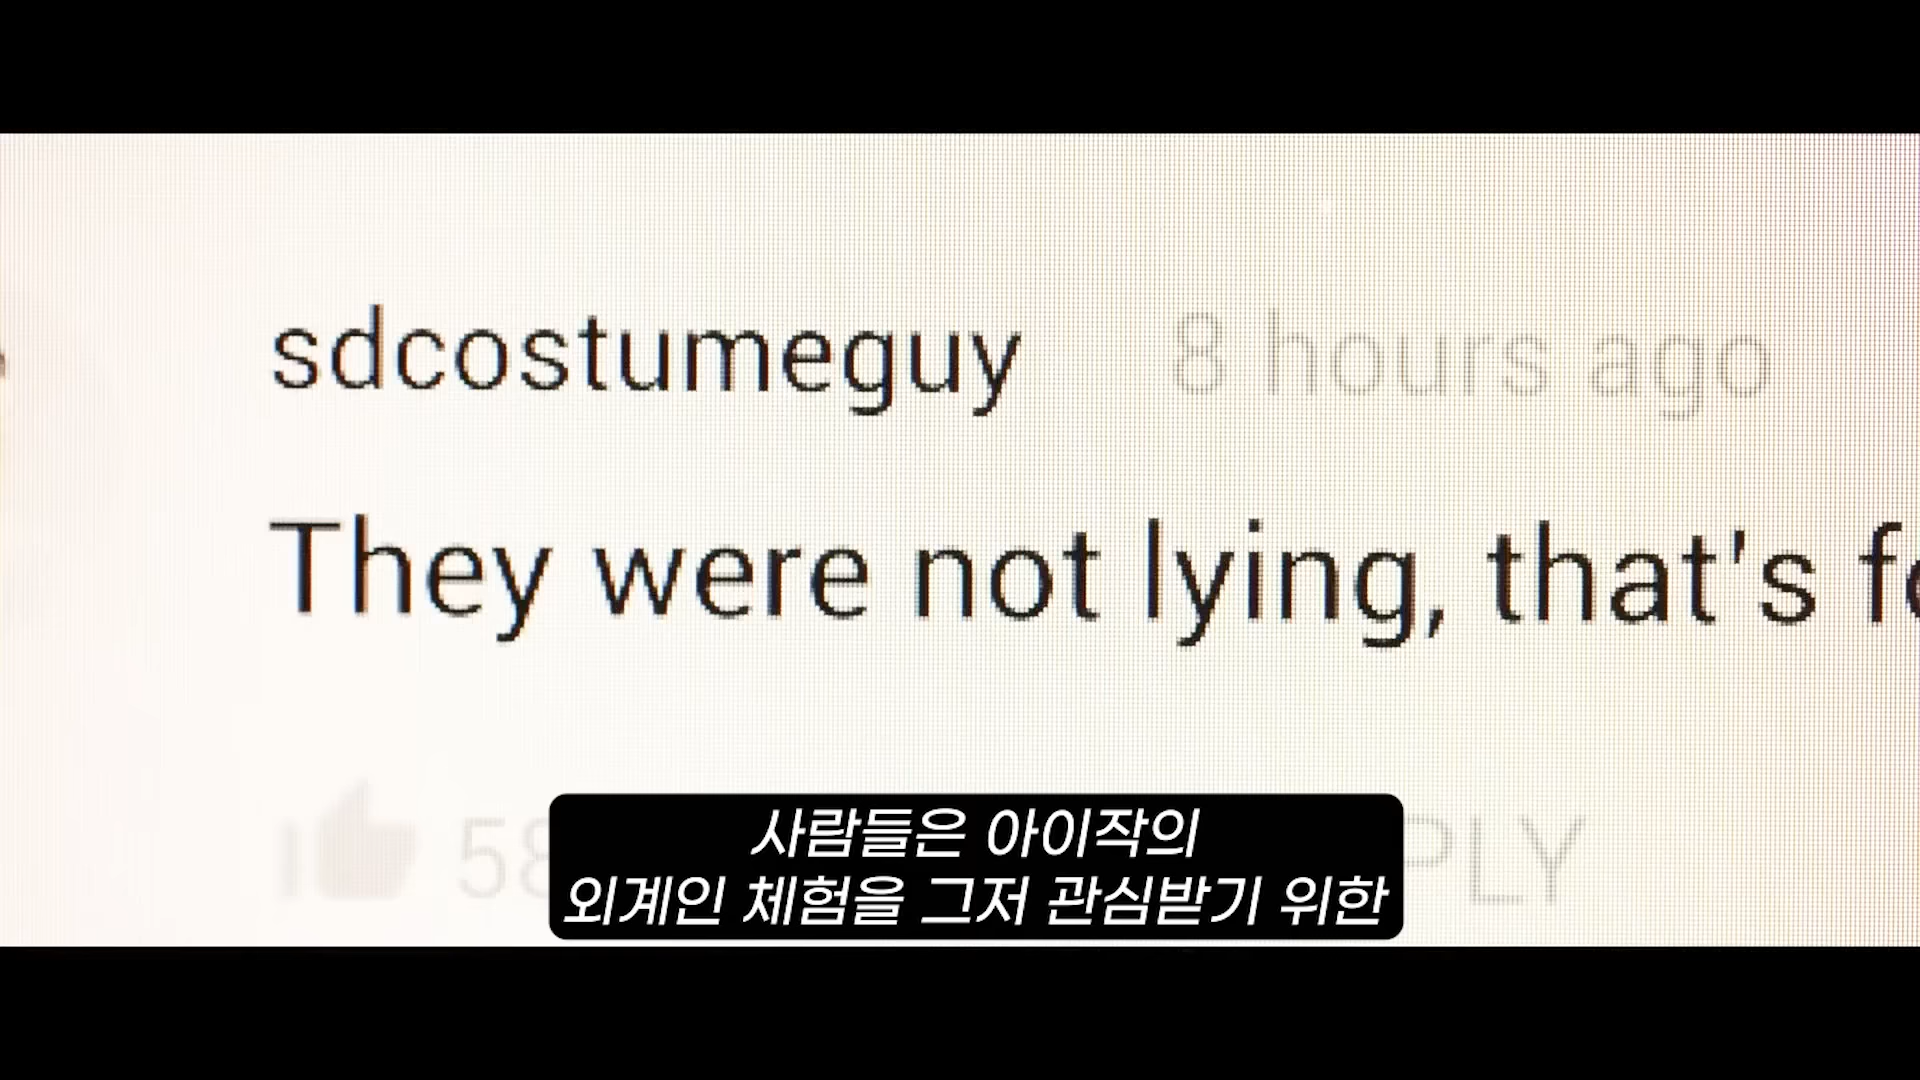 sdcostumeguy 8 hours ago
They were not lying, that's
58
사람들은 아이작의
외계인 체험을 그저 관심받기 위한